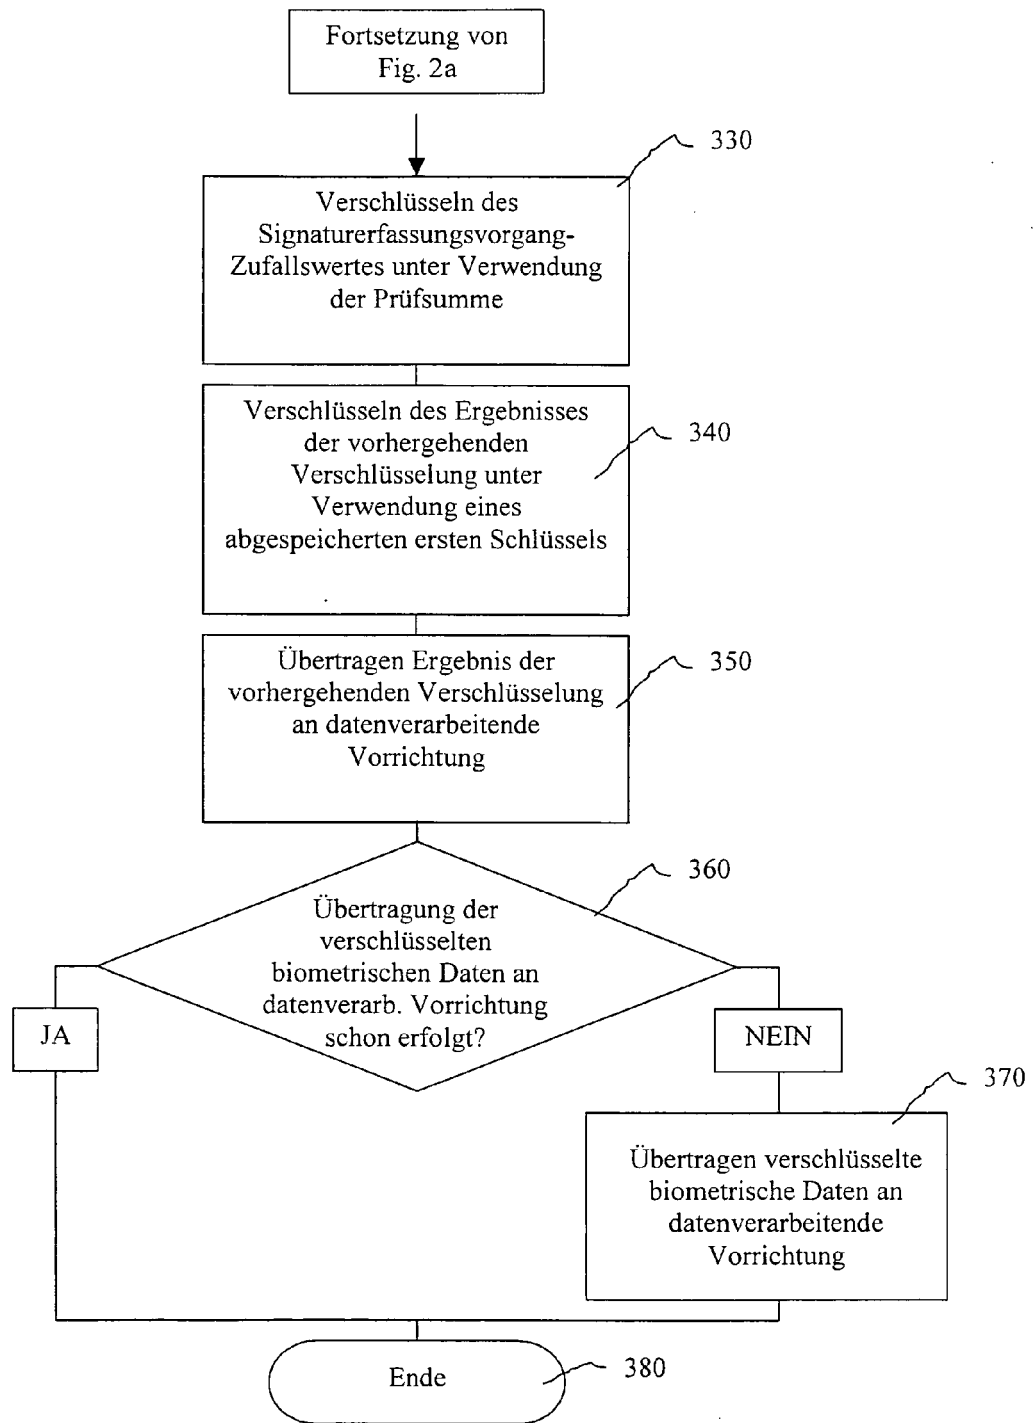 Fortsetzung von
Fig. 2a
330
Verschlüsseln des
Signaturerfassungsvorgang-
Zufallswertes unter Verwendung
der Prüfsumme
Verschlüsseln des Ergebnisses
der vorhergehenden
Verschlüsselung unter
Verwendung eines
abgespeicherten ersten Schlüssels
340
Übertragen Ergebnis der
vorhergehenden Verschlüsselung
an datenverarbeitende
Vorrichtung
350
360
Übertragung der
verschlüsselten
biometrischen Daten an
datenverarb. Vorrichtung
schon erfolgt?
JA
NEIN
370
Übertragen verschlüsselte
biometrische Daten an
datenverarbeitende
Vorrichtung
Ende
380